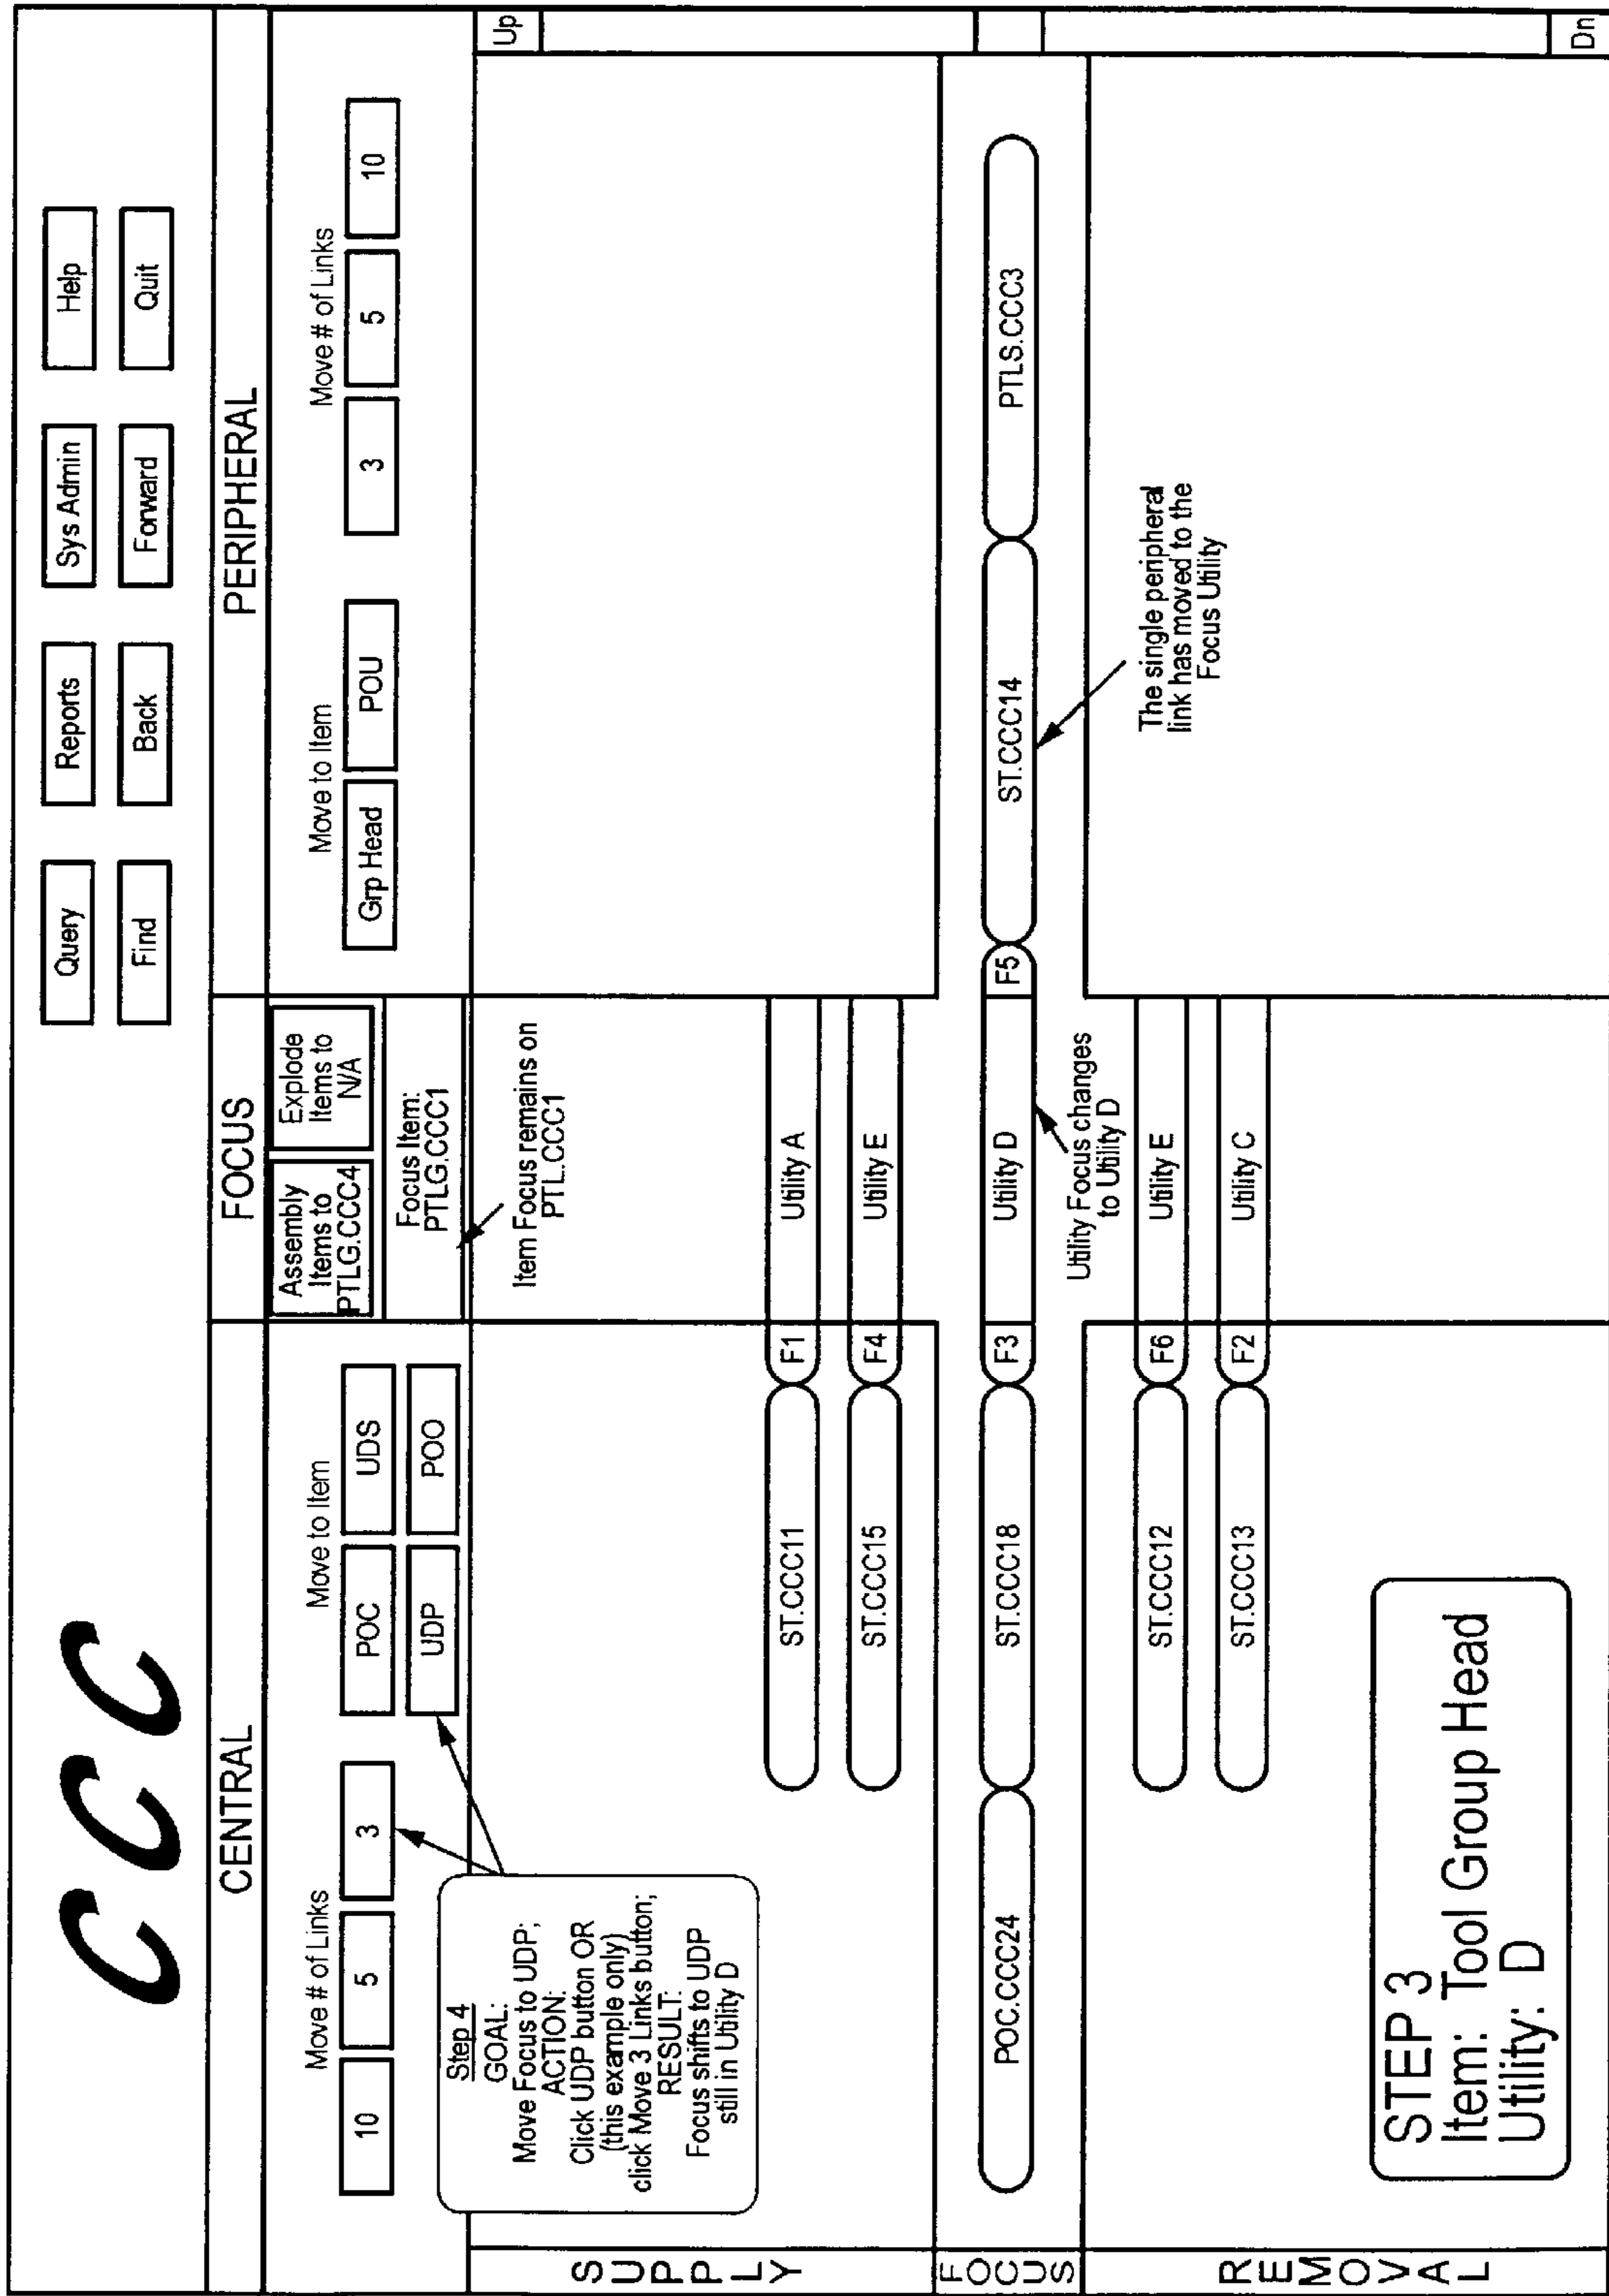 CCC
Query
Reports
Sys Admin
Help
Find
Back
Forward
Quit
CENTRAL
FOCUS
PERIPHERAL
Move # of Links
10
5
3
Move to Item
POC
UDS
UDP
POO
Assembly
Items to
PTLG.CCC4
Explode
Items to
N/A
Focus Item:
PTLG.CCC1
Move to Item
Grp Head
POU
Move # of Links
3
5
10
Step 4
GOAL:
Move Focus to UDP;
ACTION:
Click UDP button OR
(this example only)
click Move 3 Links button;
RESULT:
Focus shifts to UDP
still in Utility D
Item Focus remains on
PTL.CCC1
Up
SUPPLY
ST.CCC11
F1
Utility A
ST.CCC15
F4
Utility E
FOCUS
POC.CCC24
ST.CCC18
F3
Utility D
F5
ST.CCC14
PTLS.CCC3
Utility Focus changes
to Utility D
The single peripheral
link has moved to the
Focus Utility
REMOVAL
ST.CCC12
F6
Utility E
ST.CCC13
F2
Utility C
STEP 3
Item: Tool Group Head
Utility: D
Dn